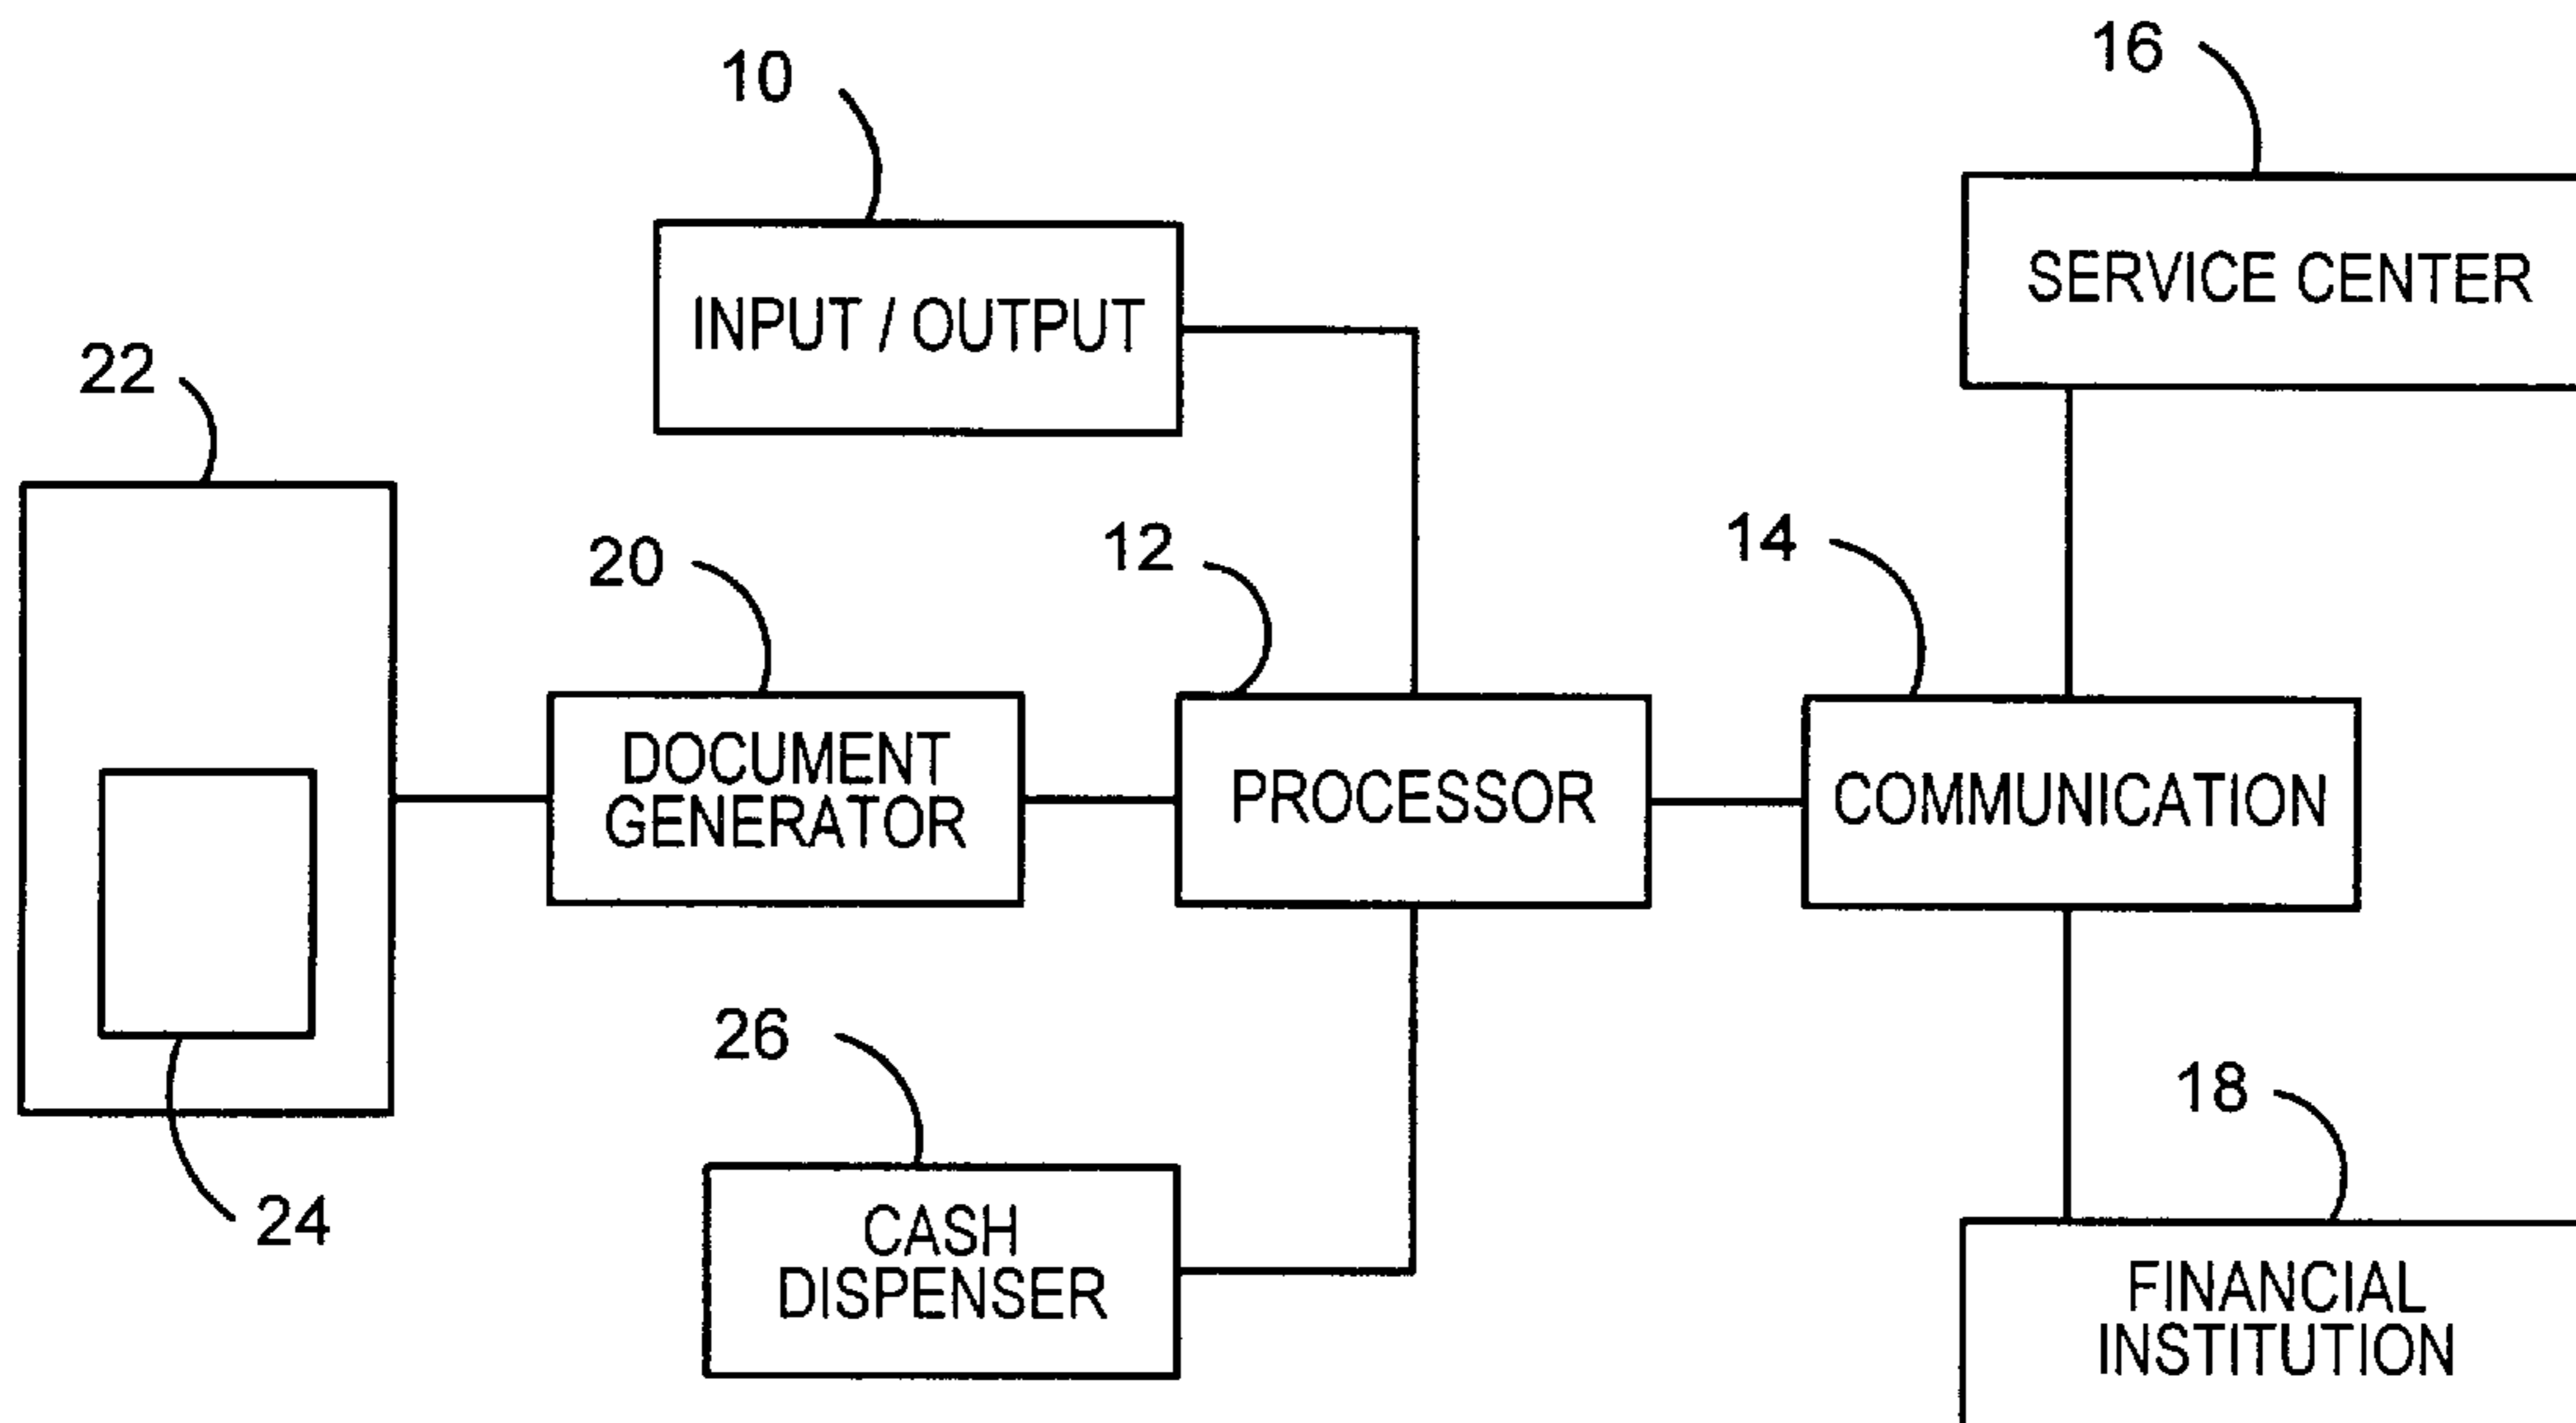 16
10
SERVICE CENTER
INPUT / OUTPUT
22
20
12
14
DOCUMENT
GENERATOR
PROCESSOR
COMMUNICATION
26
18
24
CASH
DISPENSER
FINANCIAL
INSTITUTION